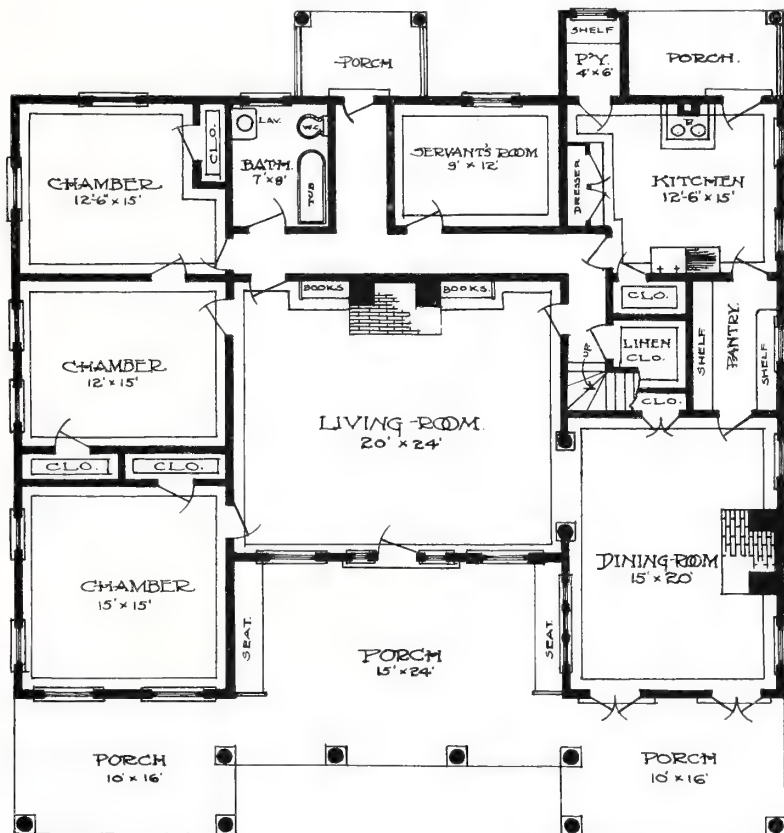 SHELF
P'Y.
4' x 6'
PORCH
PORCH.
LAV.
W.C.
CLO.
BATH.
7' x 8'
TUB
SERVANT'S ROOM
9' x 12'
DRESSER
R
KITCHEN
12'-6" x 15'
CHAMBER
12'-6" x 15'
BOOKS
BOOKS.
CLO.
UP
LINEN
CLO.
CLO.
SHELF
PANTRY.
SHELF
CHAMBER
12' x 15'
LIVING-ROOM.
20' x 24'
CLO.
CLO.
CHAMBER
15' x 15'
DINING-ROOM
15' x 20'
SEAT.
SEAT.
PORCH
15' x 24'
PORCH
10' x 16'
PORCH
10' x 16'